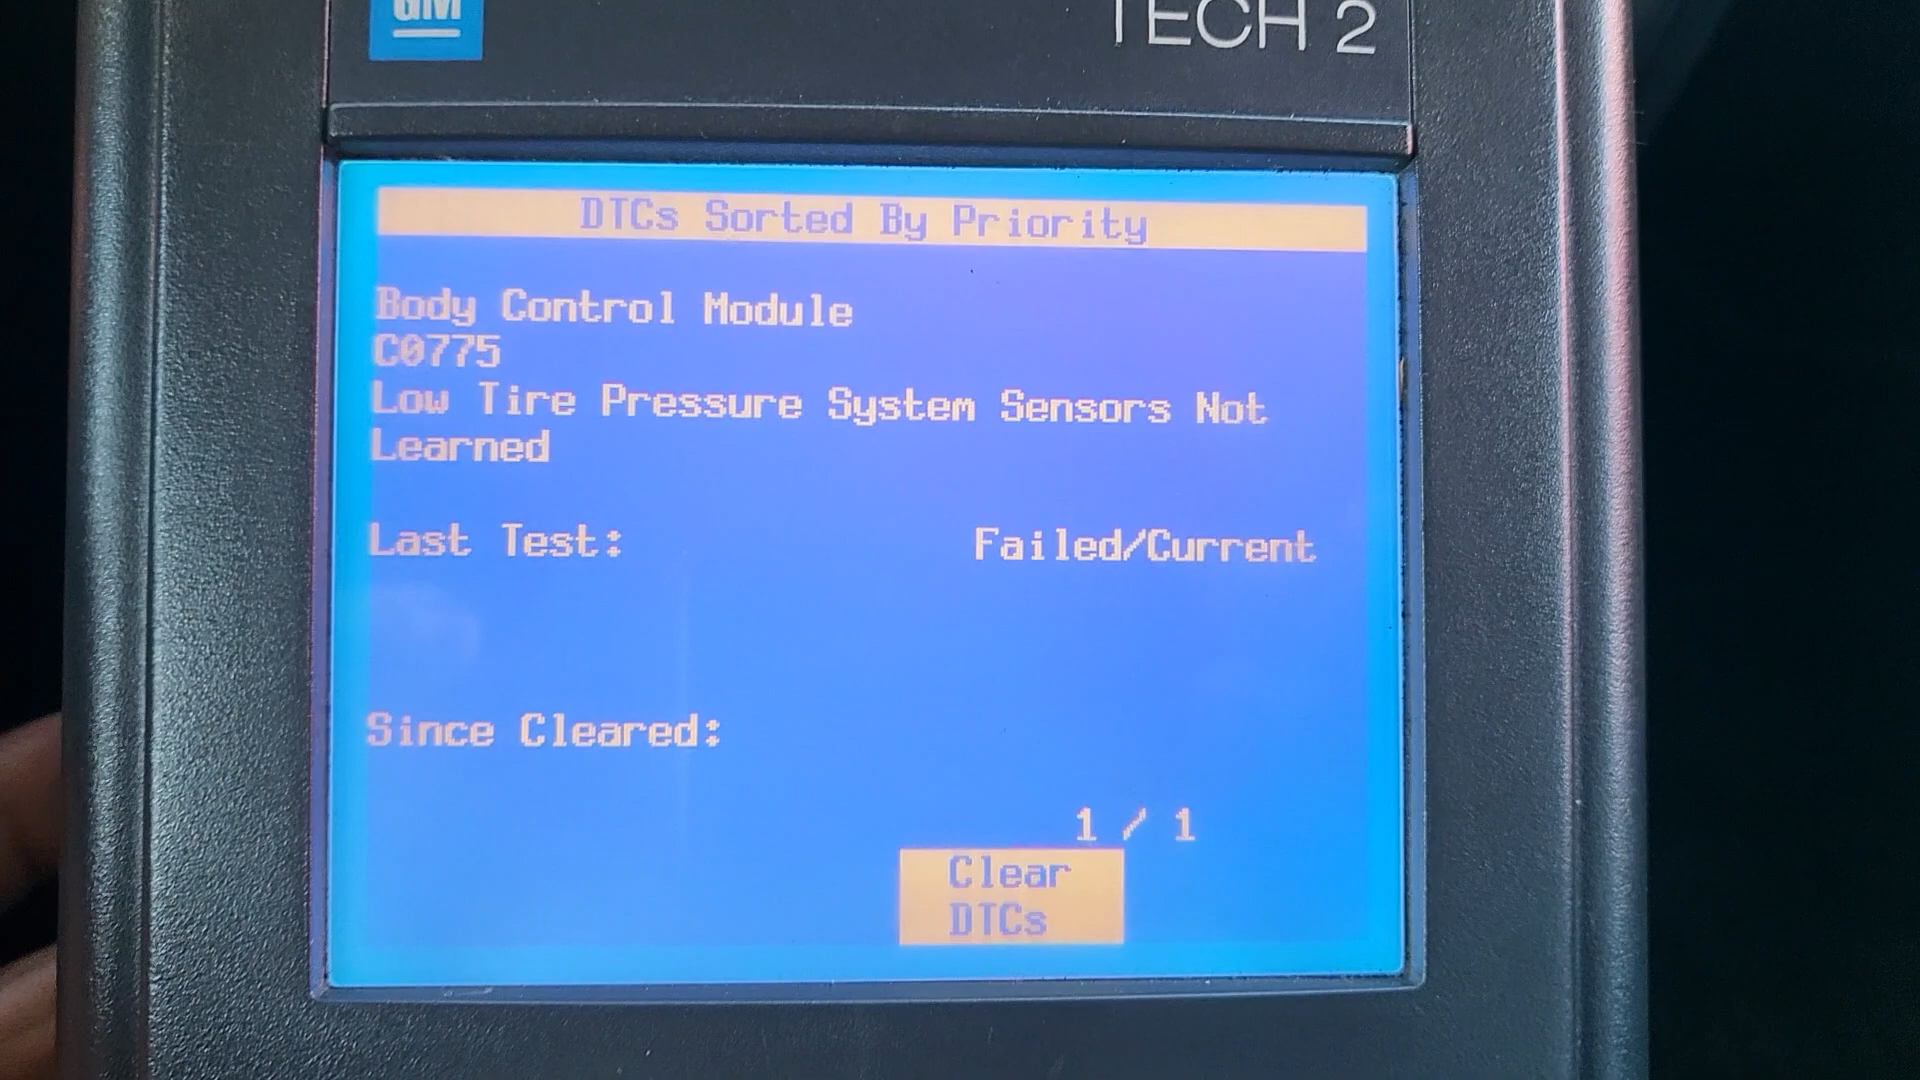 GM
TECH 2
DTCs Sorted By Priority
Body Control Module
C0775
Low Tire Pressure System Sensors Not
Learned
Last Test: Failed/Current
Since Cleared:
1 / 1
Clear
DTCs